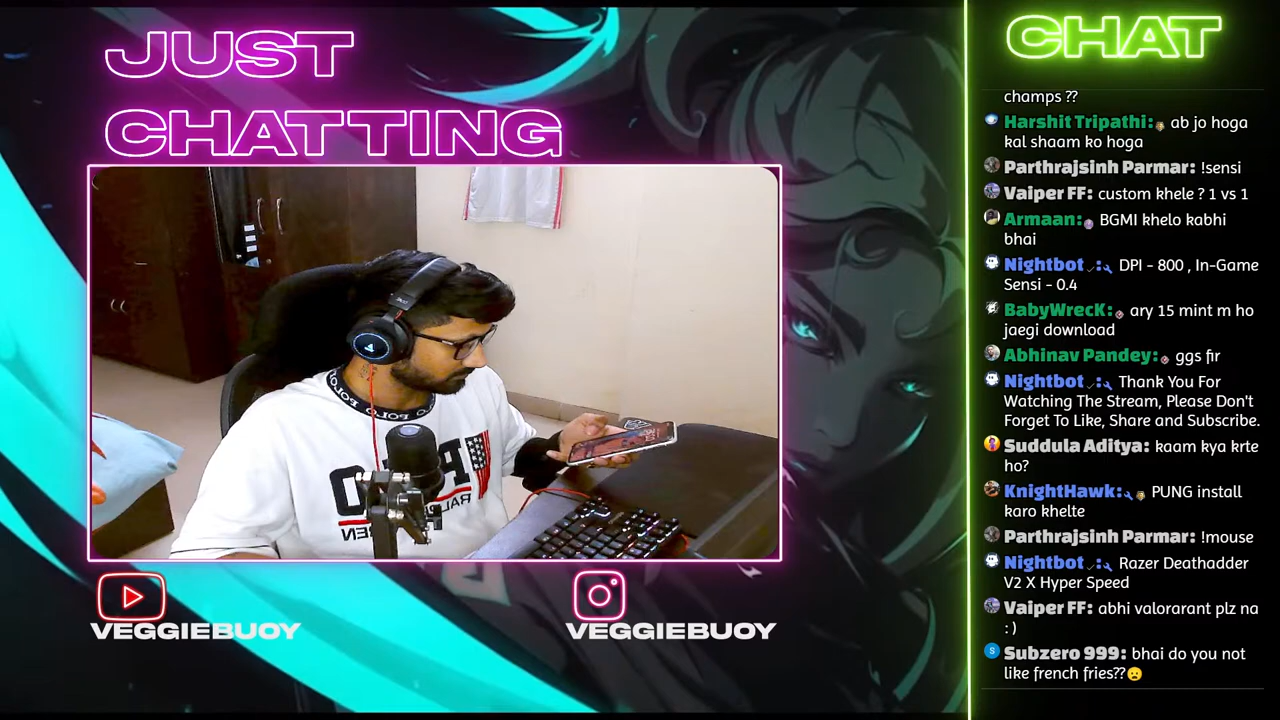 JUST
CHATTING
VEGGIEBUOY
VEGGIEBUOY
CHAT
champs ??
Harshit Tripathi: ab jo hoga
kal shaam ko hoga
Parthrajsinh Parmar: !sensi
Vaiper FF: custom khele ? 1 vs 1
Armaan: BGMI khelo kabhi
bhai
Nightbot: DPI - 800 , In-Game
Sensi - 0.4
BabyWrecK: ary 15 mint m ho
jaegi download
Abhinav Pandey: ggs fir
Nightbot: Thank You For
Watching The Stream, Please Don't
Forget To Like, Share and Subscribe.
Suddula Aditya: kaam kya krte
ho?
KnightHawk: PUNG install
karo khelte
Parthrajsinh Parmar: !mouse
Nightbot: Razer Deathadder
V2 X Hyper Speed
Vaiper FF: abhi valorarant plz na
: )
Subzero 999: bhai do you not
like french fries??😦